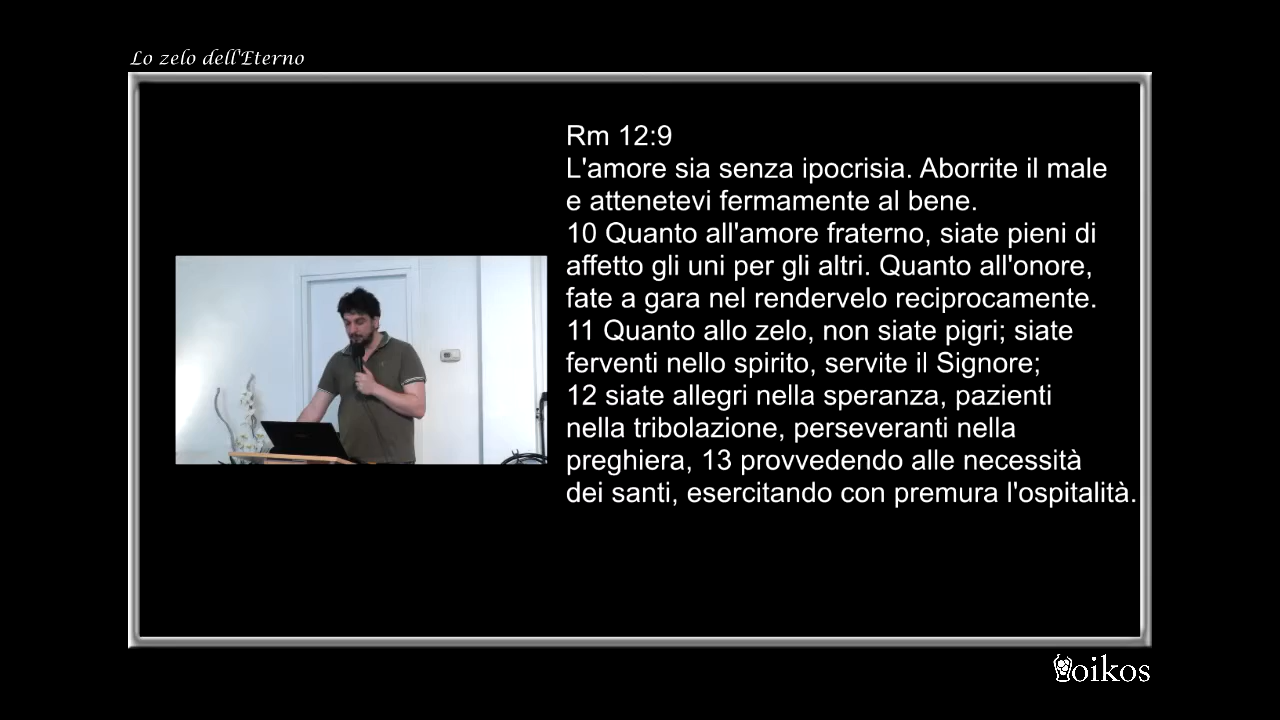 Lo zelo dell'Eterno
Rm 12:9
L'amore sia senza ipocrisia. Aborrite il male
e attenetevi fermamente al bene.
10 Quanto all'amore fraterno, siate pieni di
affetto gli uni per gli altri. Quanto all'onore,
fate a gara nel rendervelo reciprocamente.
11 Quanto allo zelo, non siate pigri; siate
ferventi nello spirito, servite il Signore;
12 siate allegri nella speranza, pazienti
nella tribolazione, perseveranti nella
preghiera, 13 provvedendo alle necessità
dei santi, esercitando con premura l'ospitalità.
oikos